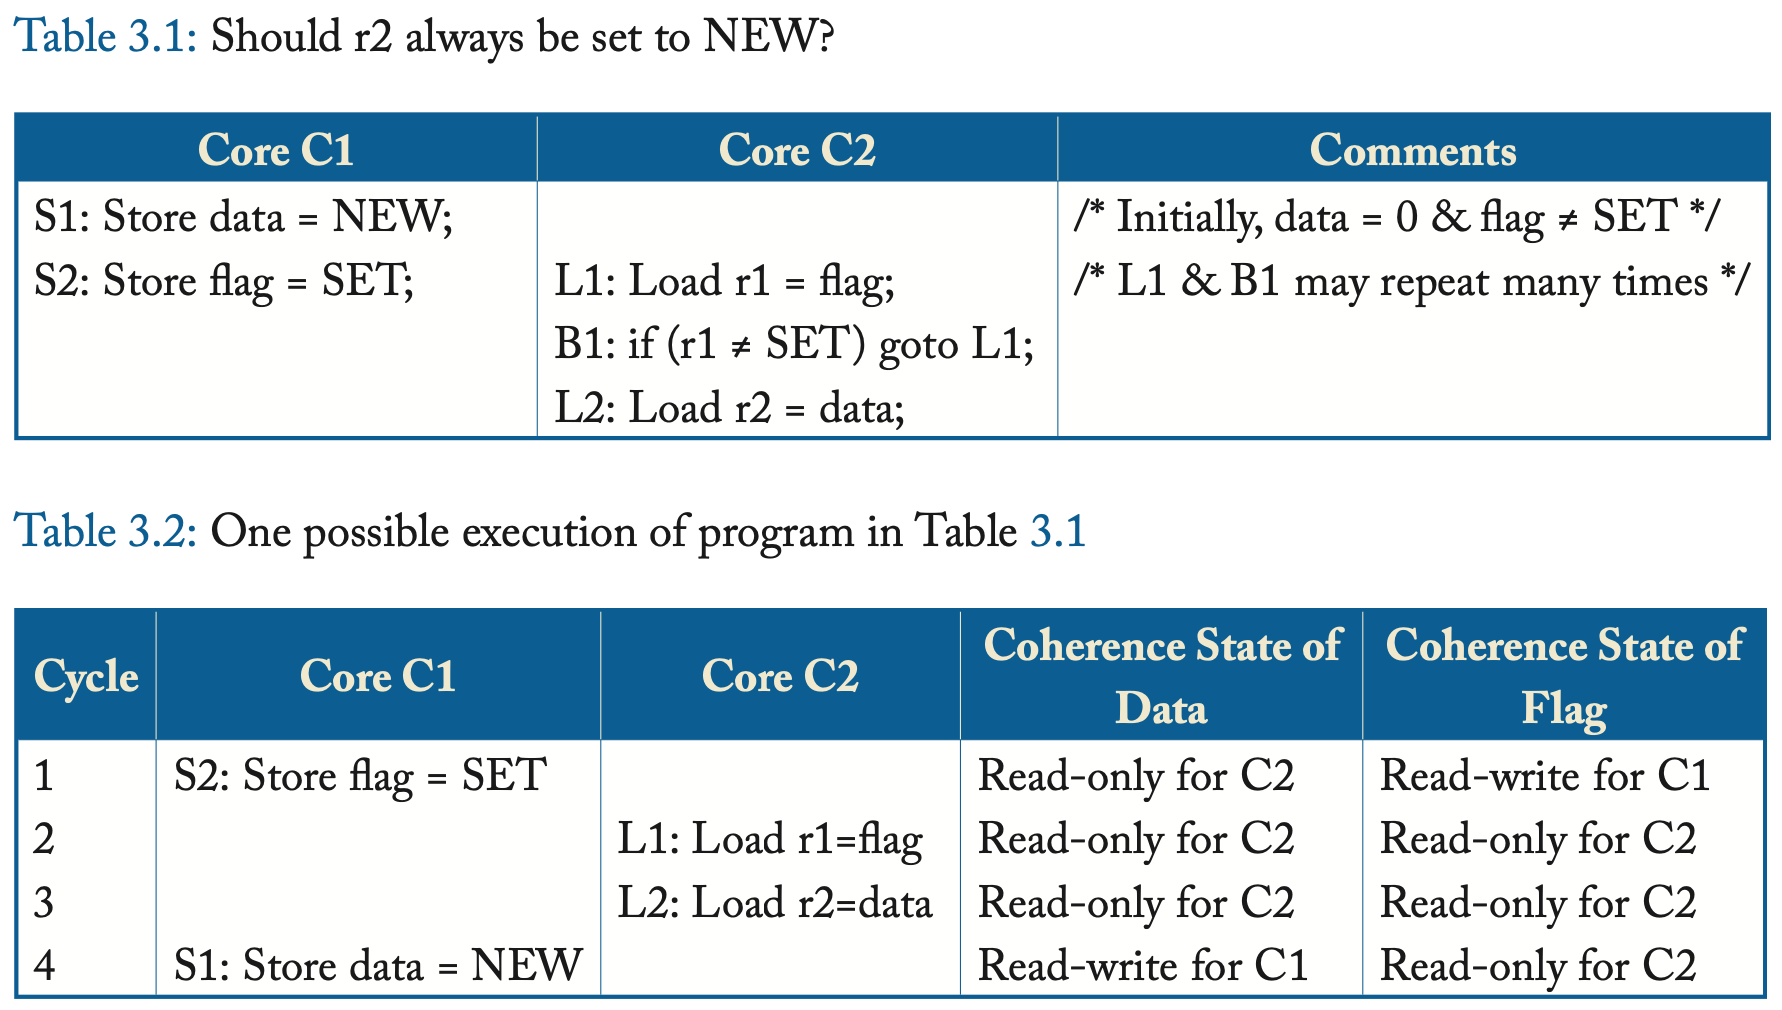 Table 3.1: Should r2 always be set to NEW?
Core C1 Core C2 Comments
S1: Store data = NEW; /* Initially, data = 0 & flag ≠ SET */
S2: Store flag = SET; L1: Load r1 = flag; /* L1 & B1 may repeat many times */
B1: if (r1 ≠ SET) goto L1;
L2: Load r2 = data;
Table 3.2: One possible execution of program in Table 3.1
Cycle Core C1 Core C2 Coherence State of Data Coherence State of Flag
1 S2: Store flag = SET Read-only for C2 Read-write for C1
2 L1: Load r1=flag Read-only for C2 Read-only for C2
3 L2: Load r2=data Read-only for C2 Read-only for C2
4 S1: Store data = NEW Read-write for C1 Read-only for C2